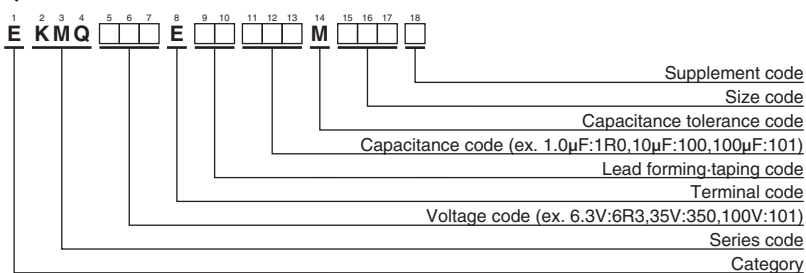 1 2 3 4 5 6 7 8 9 10 11 12 13 14 15 16 17 18
E KMQ □□□ E □□ □□□ M □□□ □
Supplement code
Size code
Capacitance tolerance code
Capacitance code (ex. 1.0µF:1R0,10µF:100,100µF:101)
Lead forming·taping code
Terminal code
Voltage code (ex. 6.3V:6R3,35V:350,100V:101)
Series code
Category